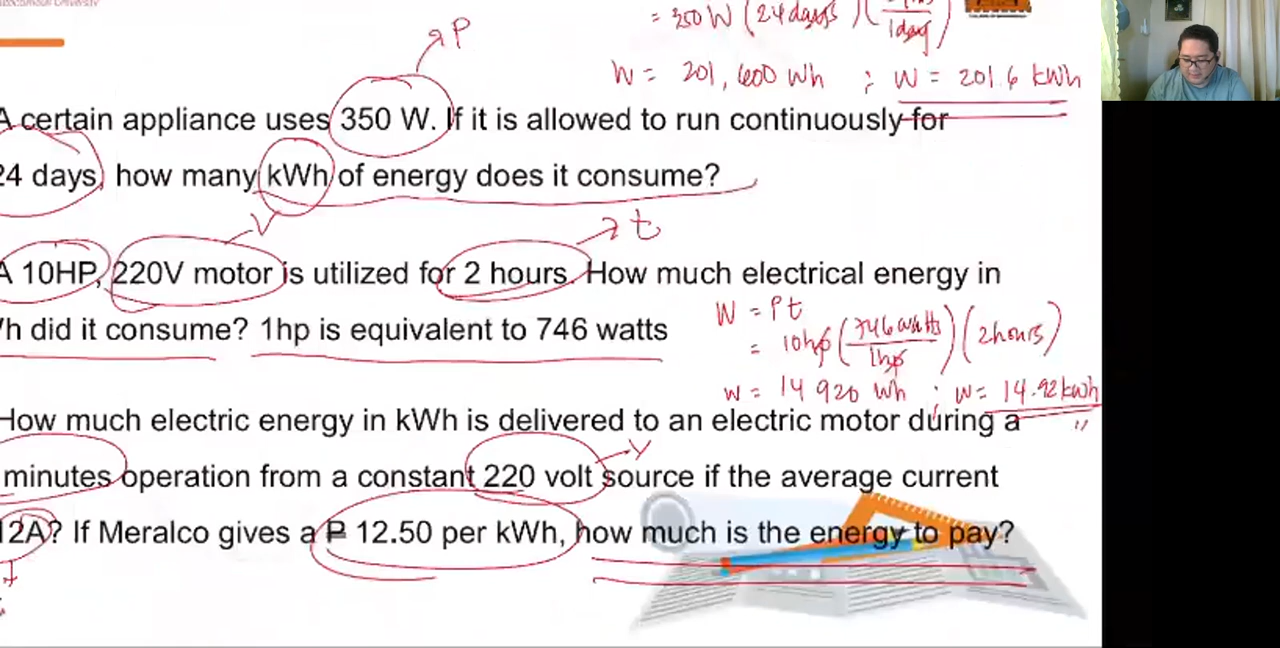 = 350 W (24 days)(
1 day)
P
W = 201,600 Wh ; W = 201.6 kWh
A certain appliance uses 350 W. If it is allowed to run continuously for
24 days, how many kWh of energy does it consume?
V
t
A 10HP, 220V motor is utilized for 2 hours. How much electrical energy in
Wh did it consume? 1hp is equivalent to 746 watts
W = Pt
= 10hp (746 watts / 1hp) (2 hours)
W = 14920 Wh ; W = 14.92 kWh
How much electric energy in kWh is delivered to an electric motor during a
minutes operation from a constant 220 volt source if the average current
V
12A? If Meralco gives a ₱ 12.50 per kWh, how much is the energy to pay?
I